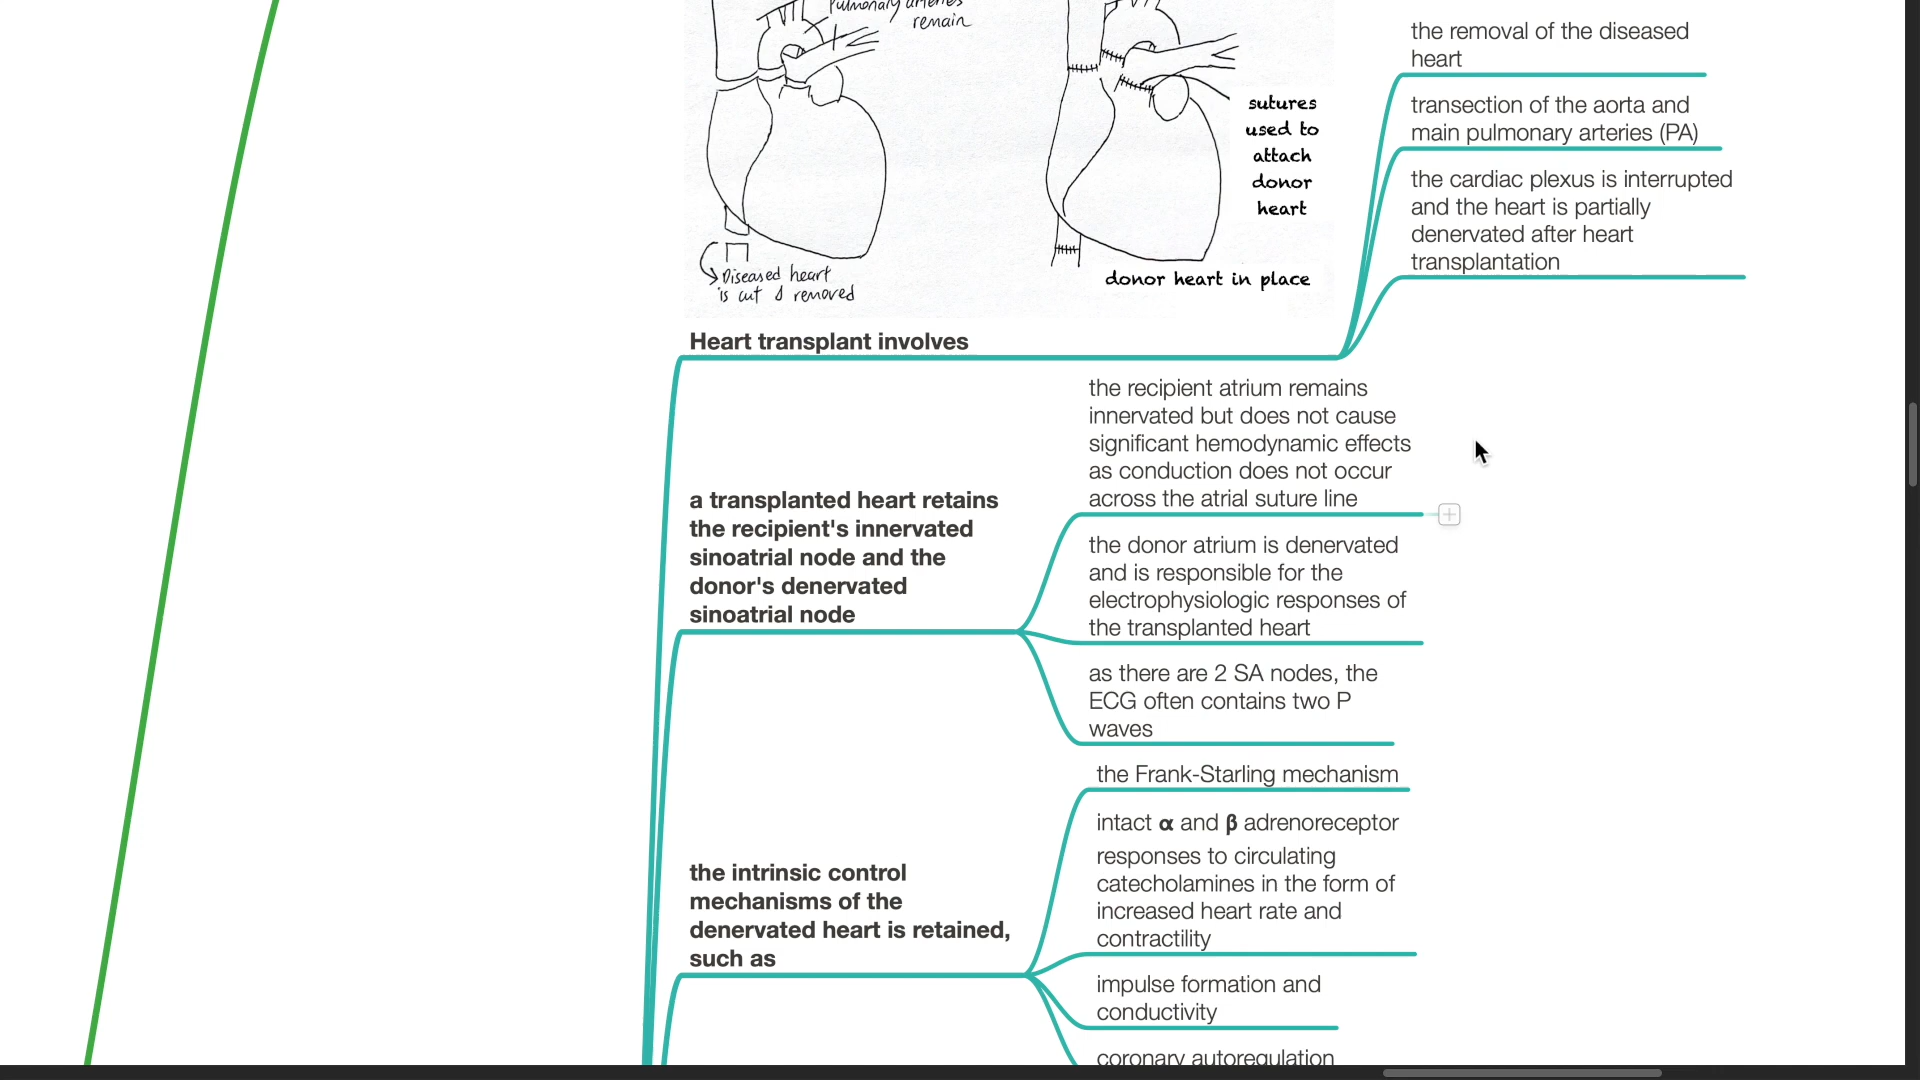 Pulmonary arteries
remain
sutures
used to
attach
donor
heart
Diseased heart
is cut & removed
donor heart in place
Heart transplant involves
the removal of the diseased
heart
transection of the aorta and
main pulmonary arteries (PA)
the cardiac plexus is interrupted
and the heart is partially
denervated after heart
transplantation
a transplanted heart retains
the recipient's innervated
sinoatrial node and the
donor's denervated
sinoatrial node
the recipient atrium remains
innervated but does not cause
significant hemodynamic effects
as conduction does not occur
across the atrial suture line
the donor atrium is denervated
and is responsible for the
electrophysiologic responses of
the transplanted heart
as there are 2 SA nodes, the
ECG often contains two P
waves
the intrinsic control
mechanisms of the
denervated heart is retained,
such as
the Frank-Starling mechanism
intact α and β adrenoreceptor
responses to circulating
catecholamines in the form of
increased heart rate and
contractility
impulse formation and
conductivity
coronary autoregulation